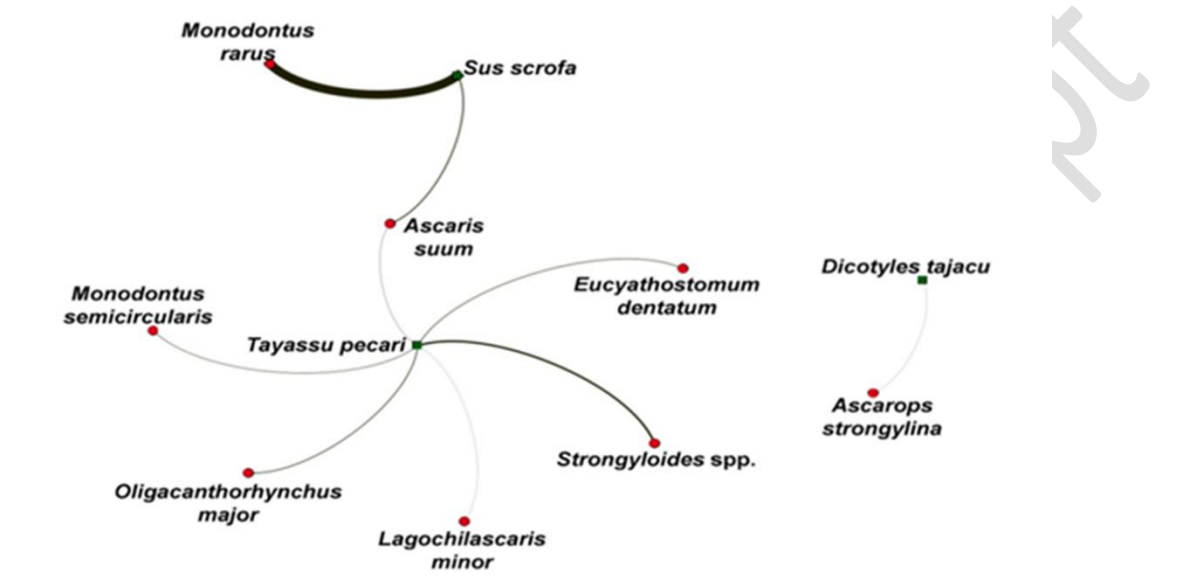 Monodontus
rarus
Sus scrofa
Ascaris
suum
Dicotyles tajacu
Eucyathostomum
dentatum
Monodontus
semicircularis
Tayassu pecari
Ascarops
strongylina
Strongyloides spp.
Oligacanthorhynchus
major
Lagochilascaris
minor